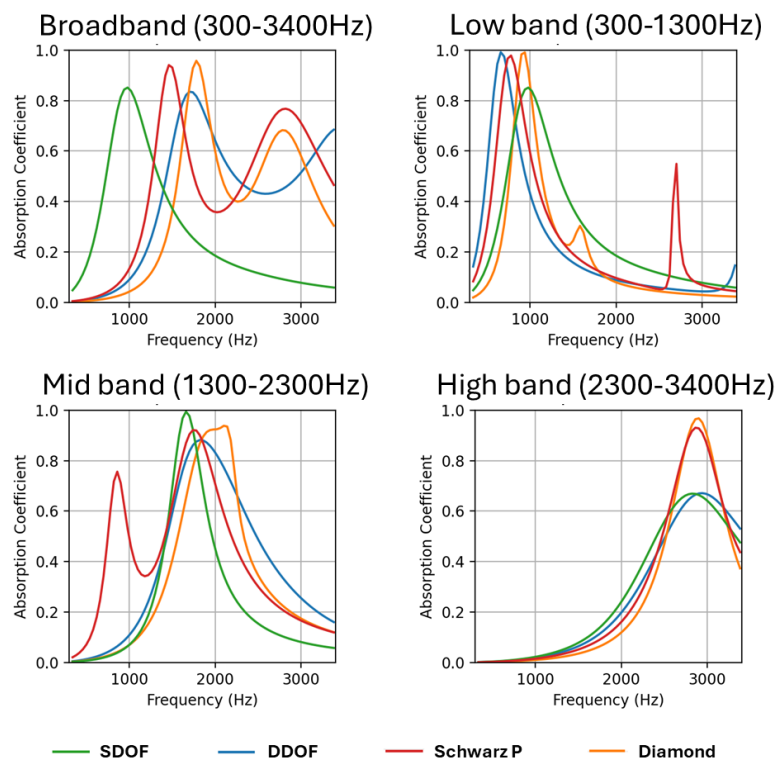 Broadband (300-3400Hz)
Low band (300-1300Hz)
1.0
0.8
0.6
0.4
0.2
0.0
Absorption Coefficient
1000
2000
3000
Frequency (Hz)
1.0
0.8
0.6
0.4
0.2
0.0
Absorption Coefficient
1000
2000
3000
Frequency (Hz)
Mid band (1300-2300Hz)
High band (2300-3400Hz)
1.0
0.8
0.6
0.4
0.2
0.0
Absorption Coefficient
1000
2000
3000
Frequency (Hz)
1.0
0.8
0.6
0.4
0.2
0.0
Absorption Coefficient
1000
2000
3000
Frequency (Hz)
SDOF
DDOF
Schwarz P
Diamond